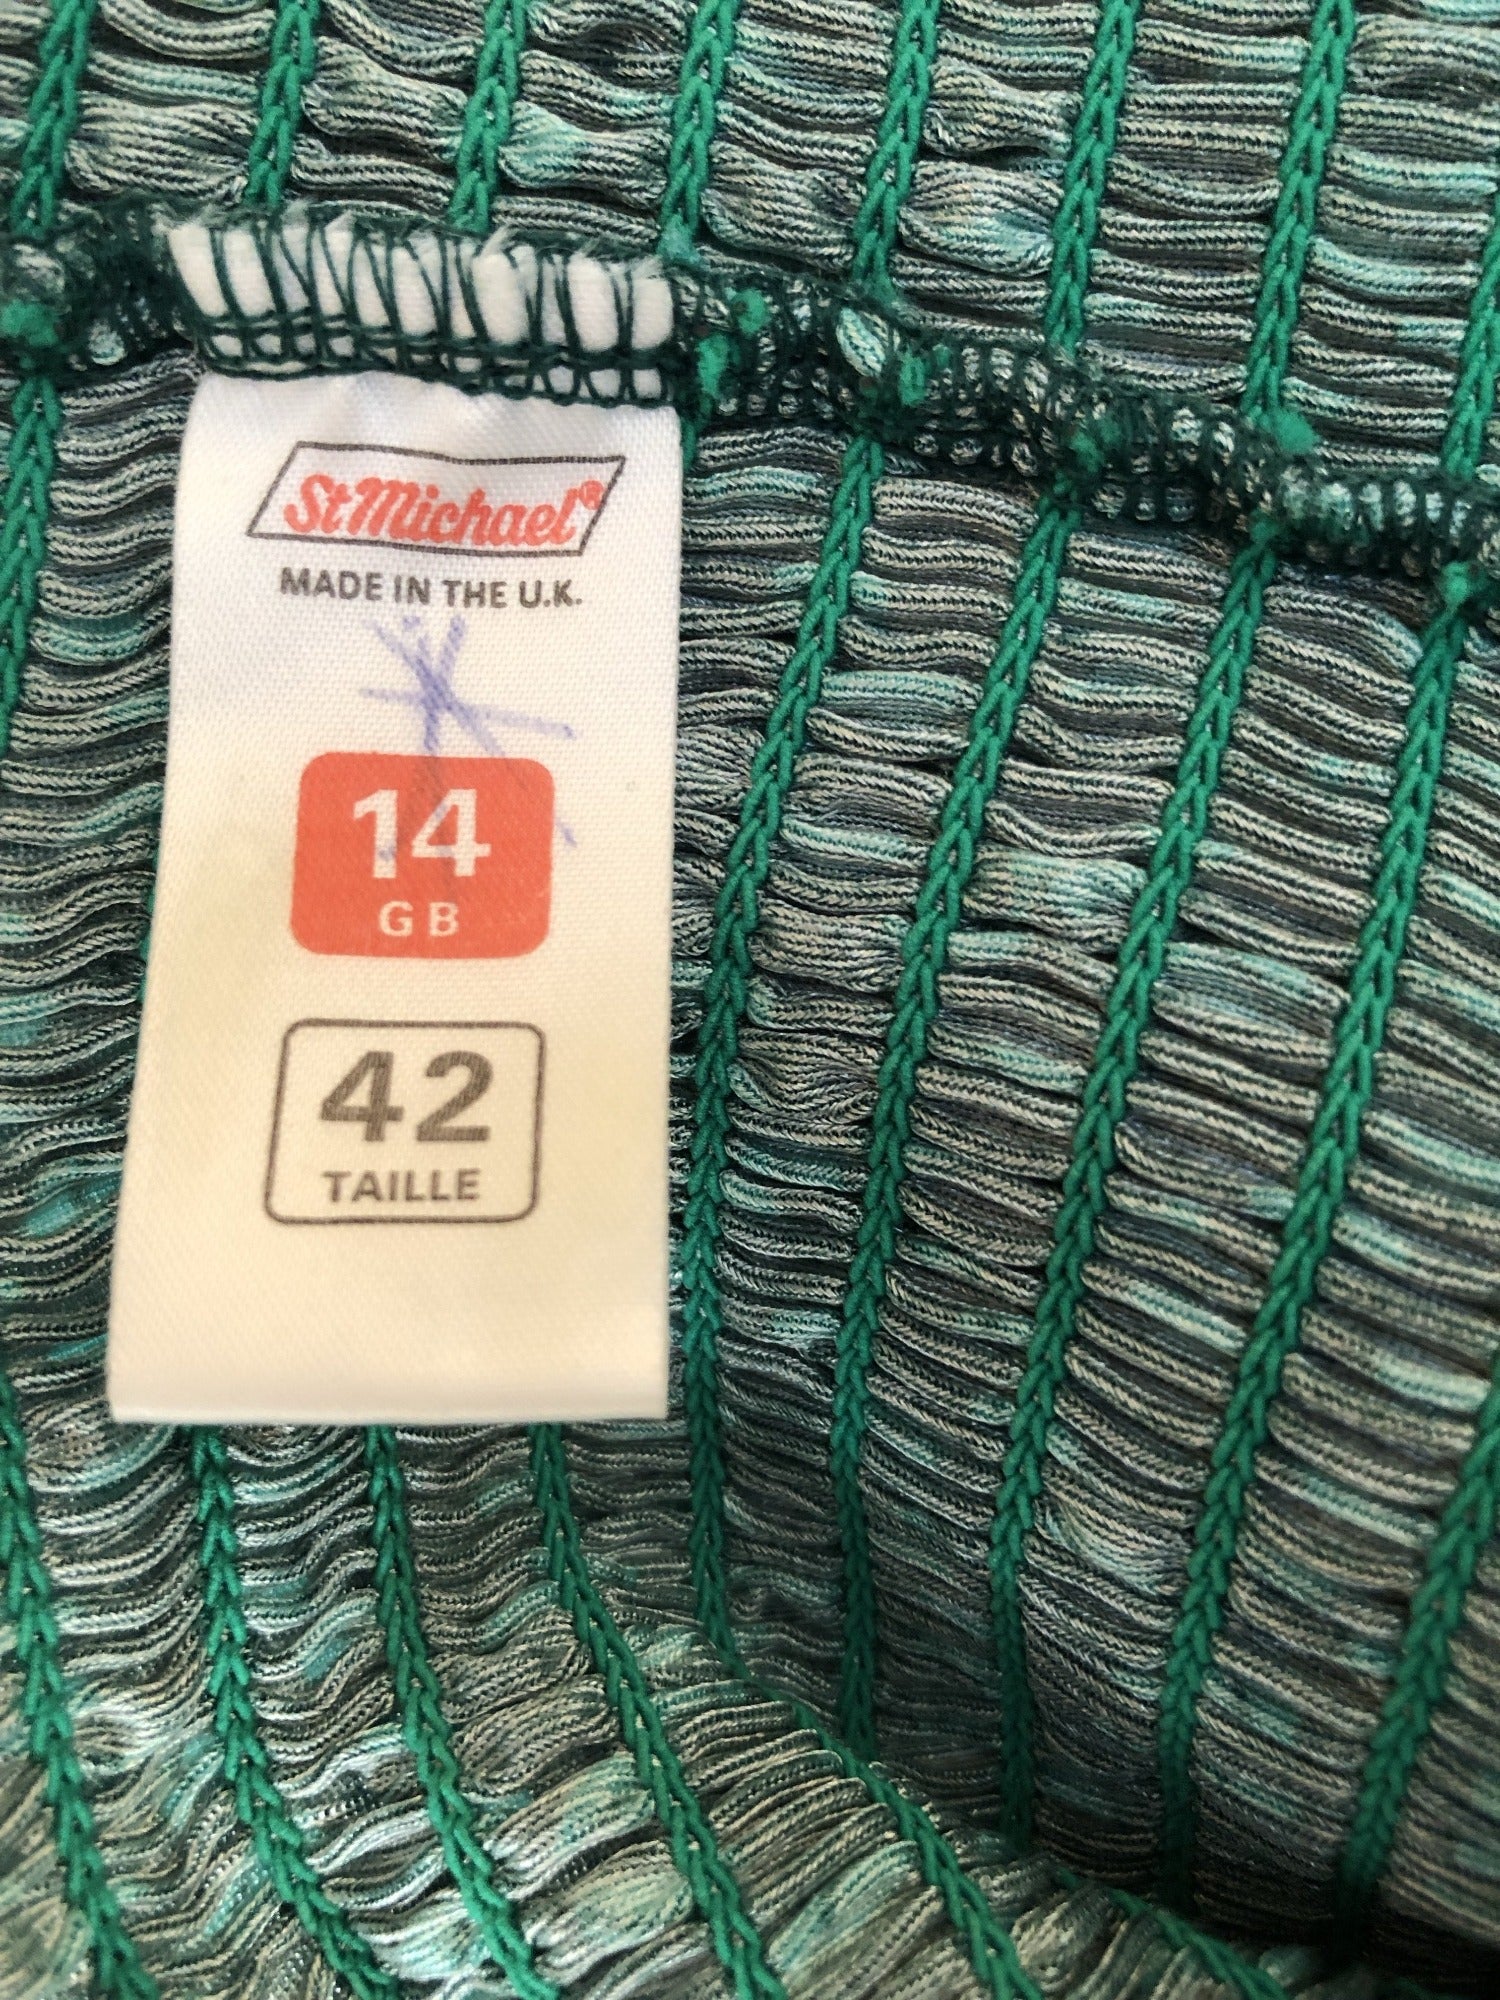 St Michael®
MADE IN THE U.K.
14
GB
42
TAILLE